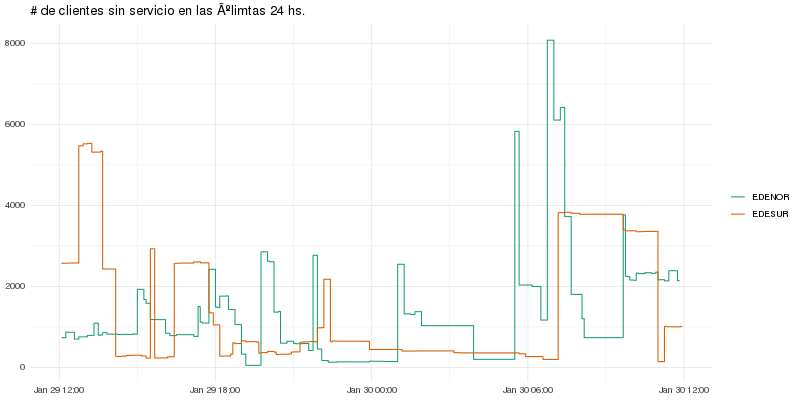 # de clientes sin servicio en las Ãºlimtas 24 hs.
8000
6000
4000
2000
0
Jan 29 12:00
Jan 29 18:00
Jan 30 00:00
Jan 30 06:00
Jan 30 12:00
EDENOR
EDESUR